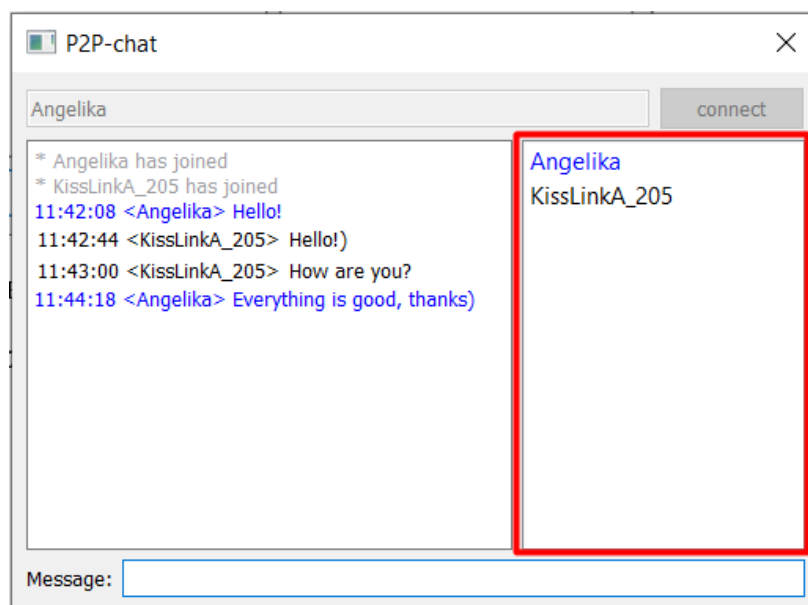 P2P-chat
Angelika
connect
* Angelika has joined
* KissLinkA_205 has joined
11:42:08 <Angelika> Hello!
11:42:44 <KissLinkA_205> Hello!)
11:43:00 <KissLinkA_205> How are you?
11:44:18 <Angelika> Everything is good, thanks)
Angelika
KissLinkA_205
Message: